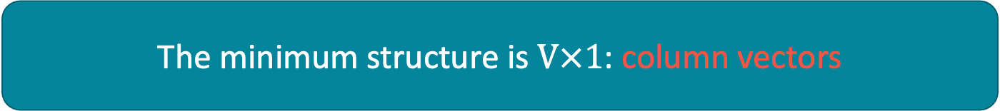 The minimum structure is V×1: column vectors